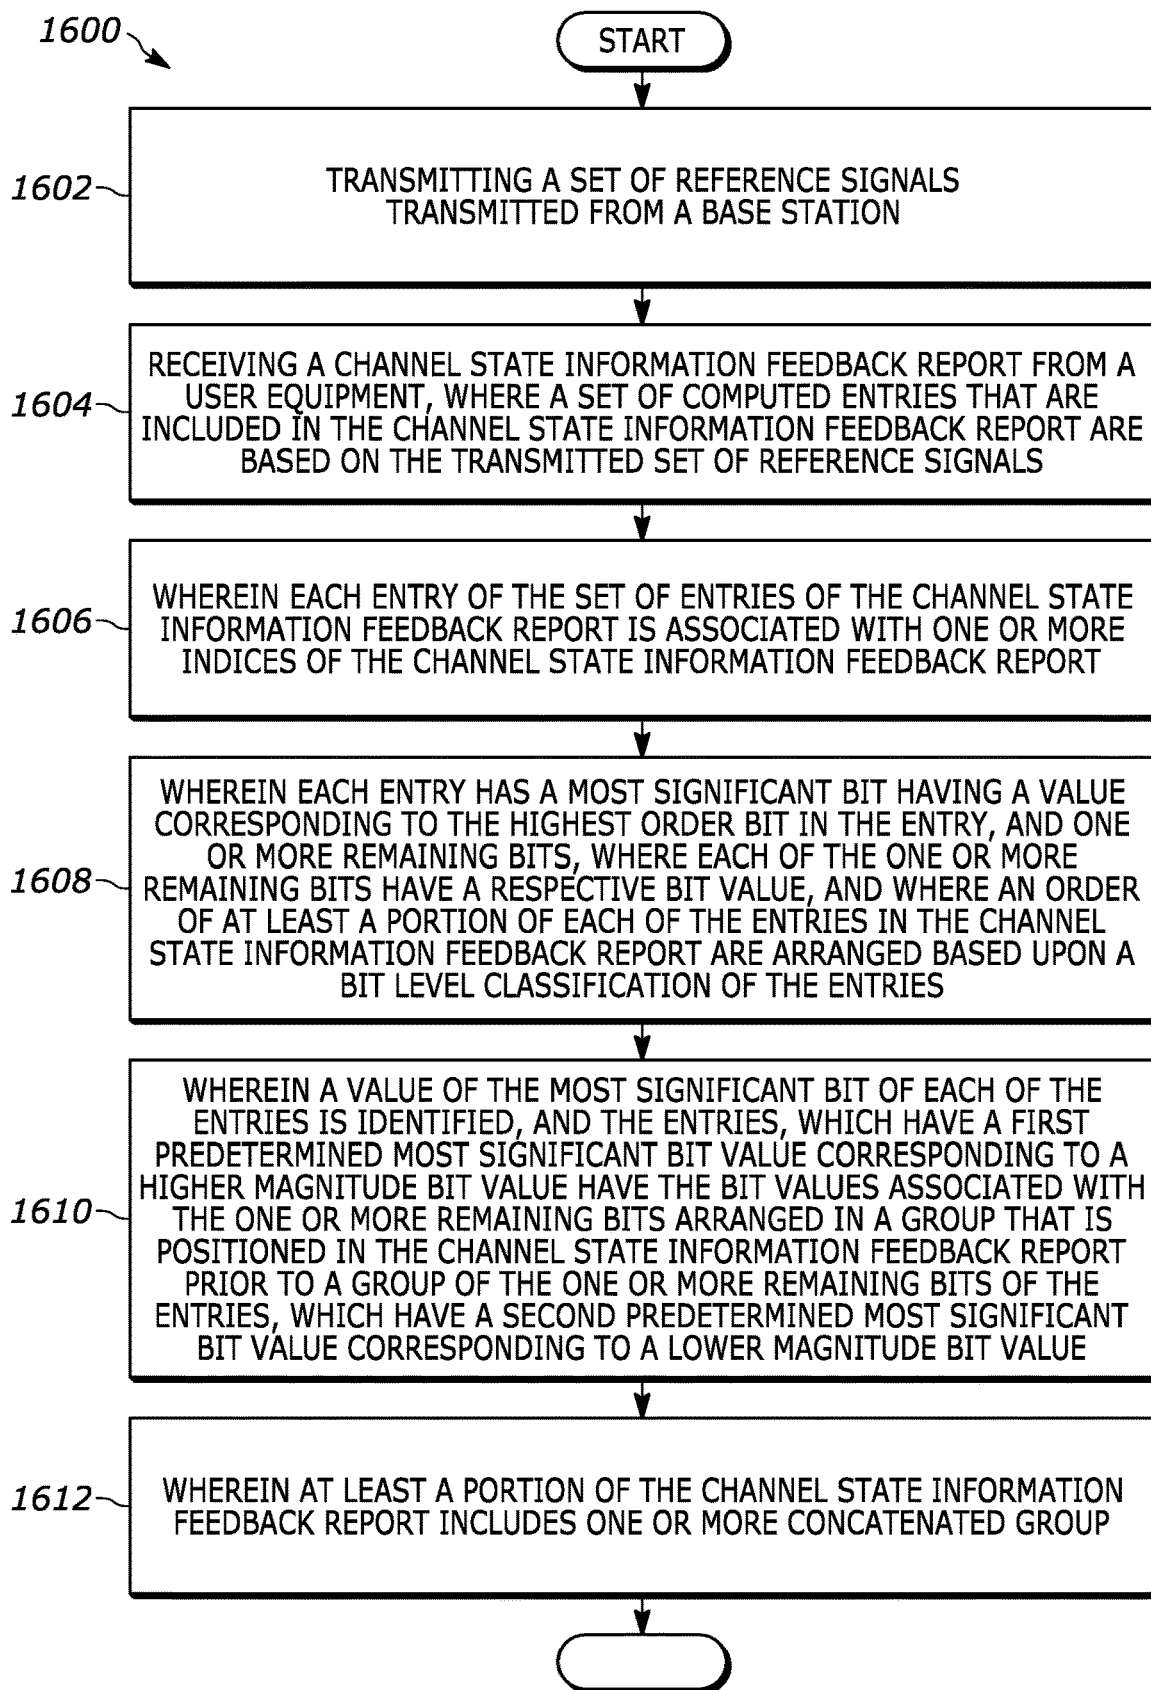 1600
START
1602
TRANSMITTING A SET OF REFERENCE SIGNALS
TRANSMITTED FROM A BASE STATION
1604
RECEIVING A CHANNEL STATE INFORMATION FEEDBACK REPORT FROM A
USER EQUIPMENT, WHERE A SET OF COMPUTED ENTRIES THAT ARE
INCLUDED IN THE CHANNEL STATE INFORMATION FEEDBACK REPORT ARE
BASED ON THE TRANSMITTED SET OF REFERENCE SIGNALS
1606
WHEREIN EACH ENTRY OF THE SET OF ENTRIES OF THE CHANNEL STATE
INFORMATION FEEDBACK REPORT IS ASSOCIATED WITH ONE OR MORE
INDICES OF THE CHANNEL STATE INFORMATION FEEDBACK REPORT
1608
WHEREIN EACH ENTRY HAS A MOST SIGNIFICANT BIT HAVING A VALUE
CORRESPONDING TO THE HIGHEST ORDER BIT IN THE ENTRY, AND ONE
OR MORE REMAINING BITS, WHERE EACH OF THE ONE OR MORE
REMAINING BITS HAVE A RESPECTIVE BIT VALUE, AND WHERE AN ORDER
OF AT LEAST A PORTION OF EACH OF THE ENTRIES IN THE CHANNEL
STATE INFORMATION FEEDBACK REPORT ARE ARRANGED BASED UPON A
BIT LEVEL CLASSIFICATION OF THE ENTRIES
1610
WHEREIN A VALUE OF THE MOST SIGNIFICANT BIT OF EACH OF THE
ENTRIES IS IDENTIFIED, AND THE ENTRIES, WHICH HAVE A FIRST
PREDETERMINED MOST SIGNIFICANT BIT VALUE CORRESPONDING TO A
HIGHER MAGNITUDE BIT VALUE HAVE THE BIT VALUES ASSOCIATED WITH
THE ONE OR MORE REMAINING BITS ARRANGED IN A GROUP THAT IS
POSITIONED IN THE CHANNEL STATE INFORMATION FEEDBACK REPORT
PRIOR TO A GROUP OF THE ONE OR MORE REMAINING BITS OF THE
ENTRIES, WHICH HAVE A SECOND PREDETERMINED MOST SIGNIFICANT
BIT VALUE CORRESPONDING TO A LOWER MAGNITUDE BIT VALUE
1612
WHEREIN AT LEAST A PORTION OF THE CHANNEL STATE INFORMATION
FEEDBACK REPORT INCLUDES ONE OR MORE CONCATENATED GROUP